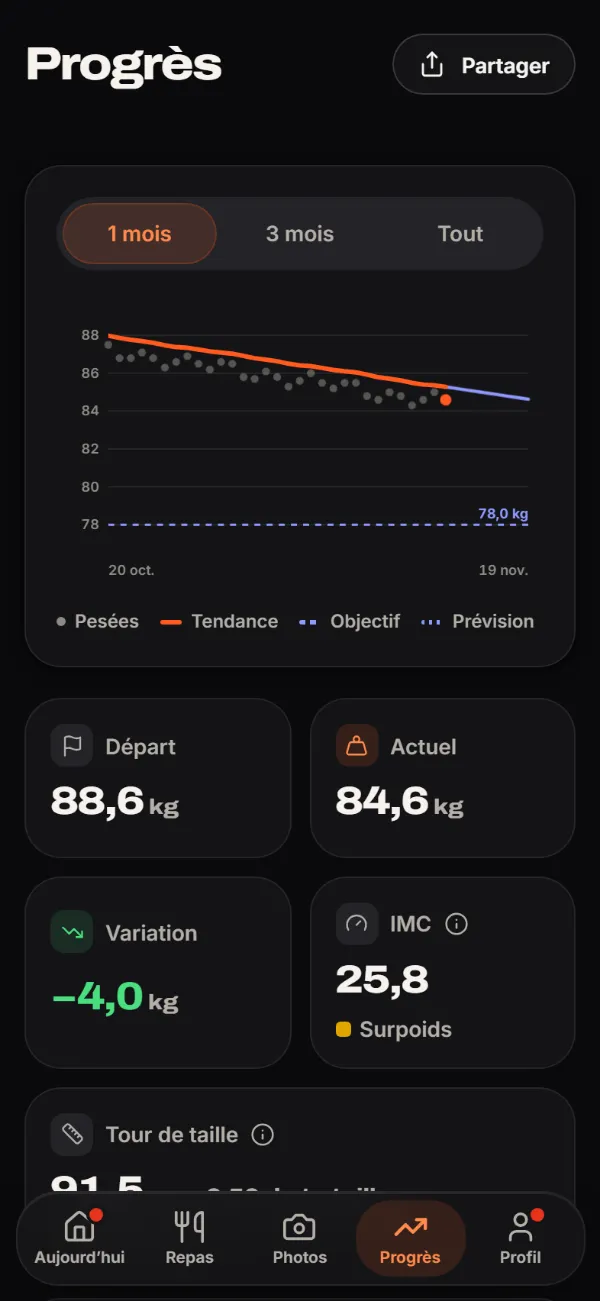 Progrès
Partager
1 mois
3 mois
Tout
88
86
84
82
80
78,0 kg
78
20 oct.
19 nov.
Pesées
Tendance
Objectif
Prévision
Départ
88,6 kg
Actuel
84,6 kg
Variation
−4,0 kg
IMC
25,8
Surpoids
Tour de taille
91,5
Aujourd’hui
Repas
Photos
Progrès
Profil